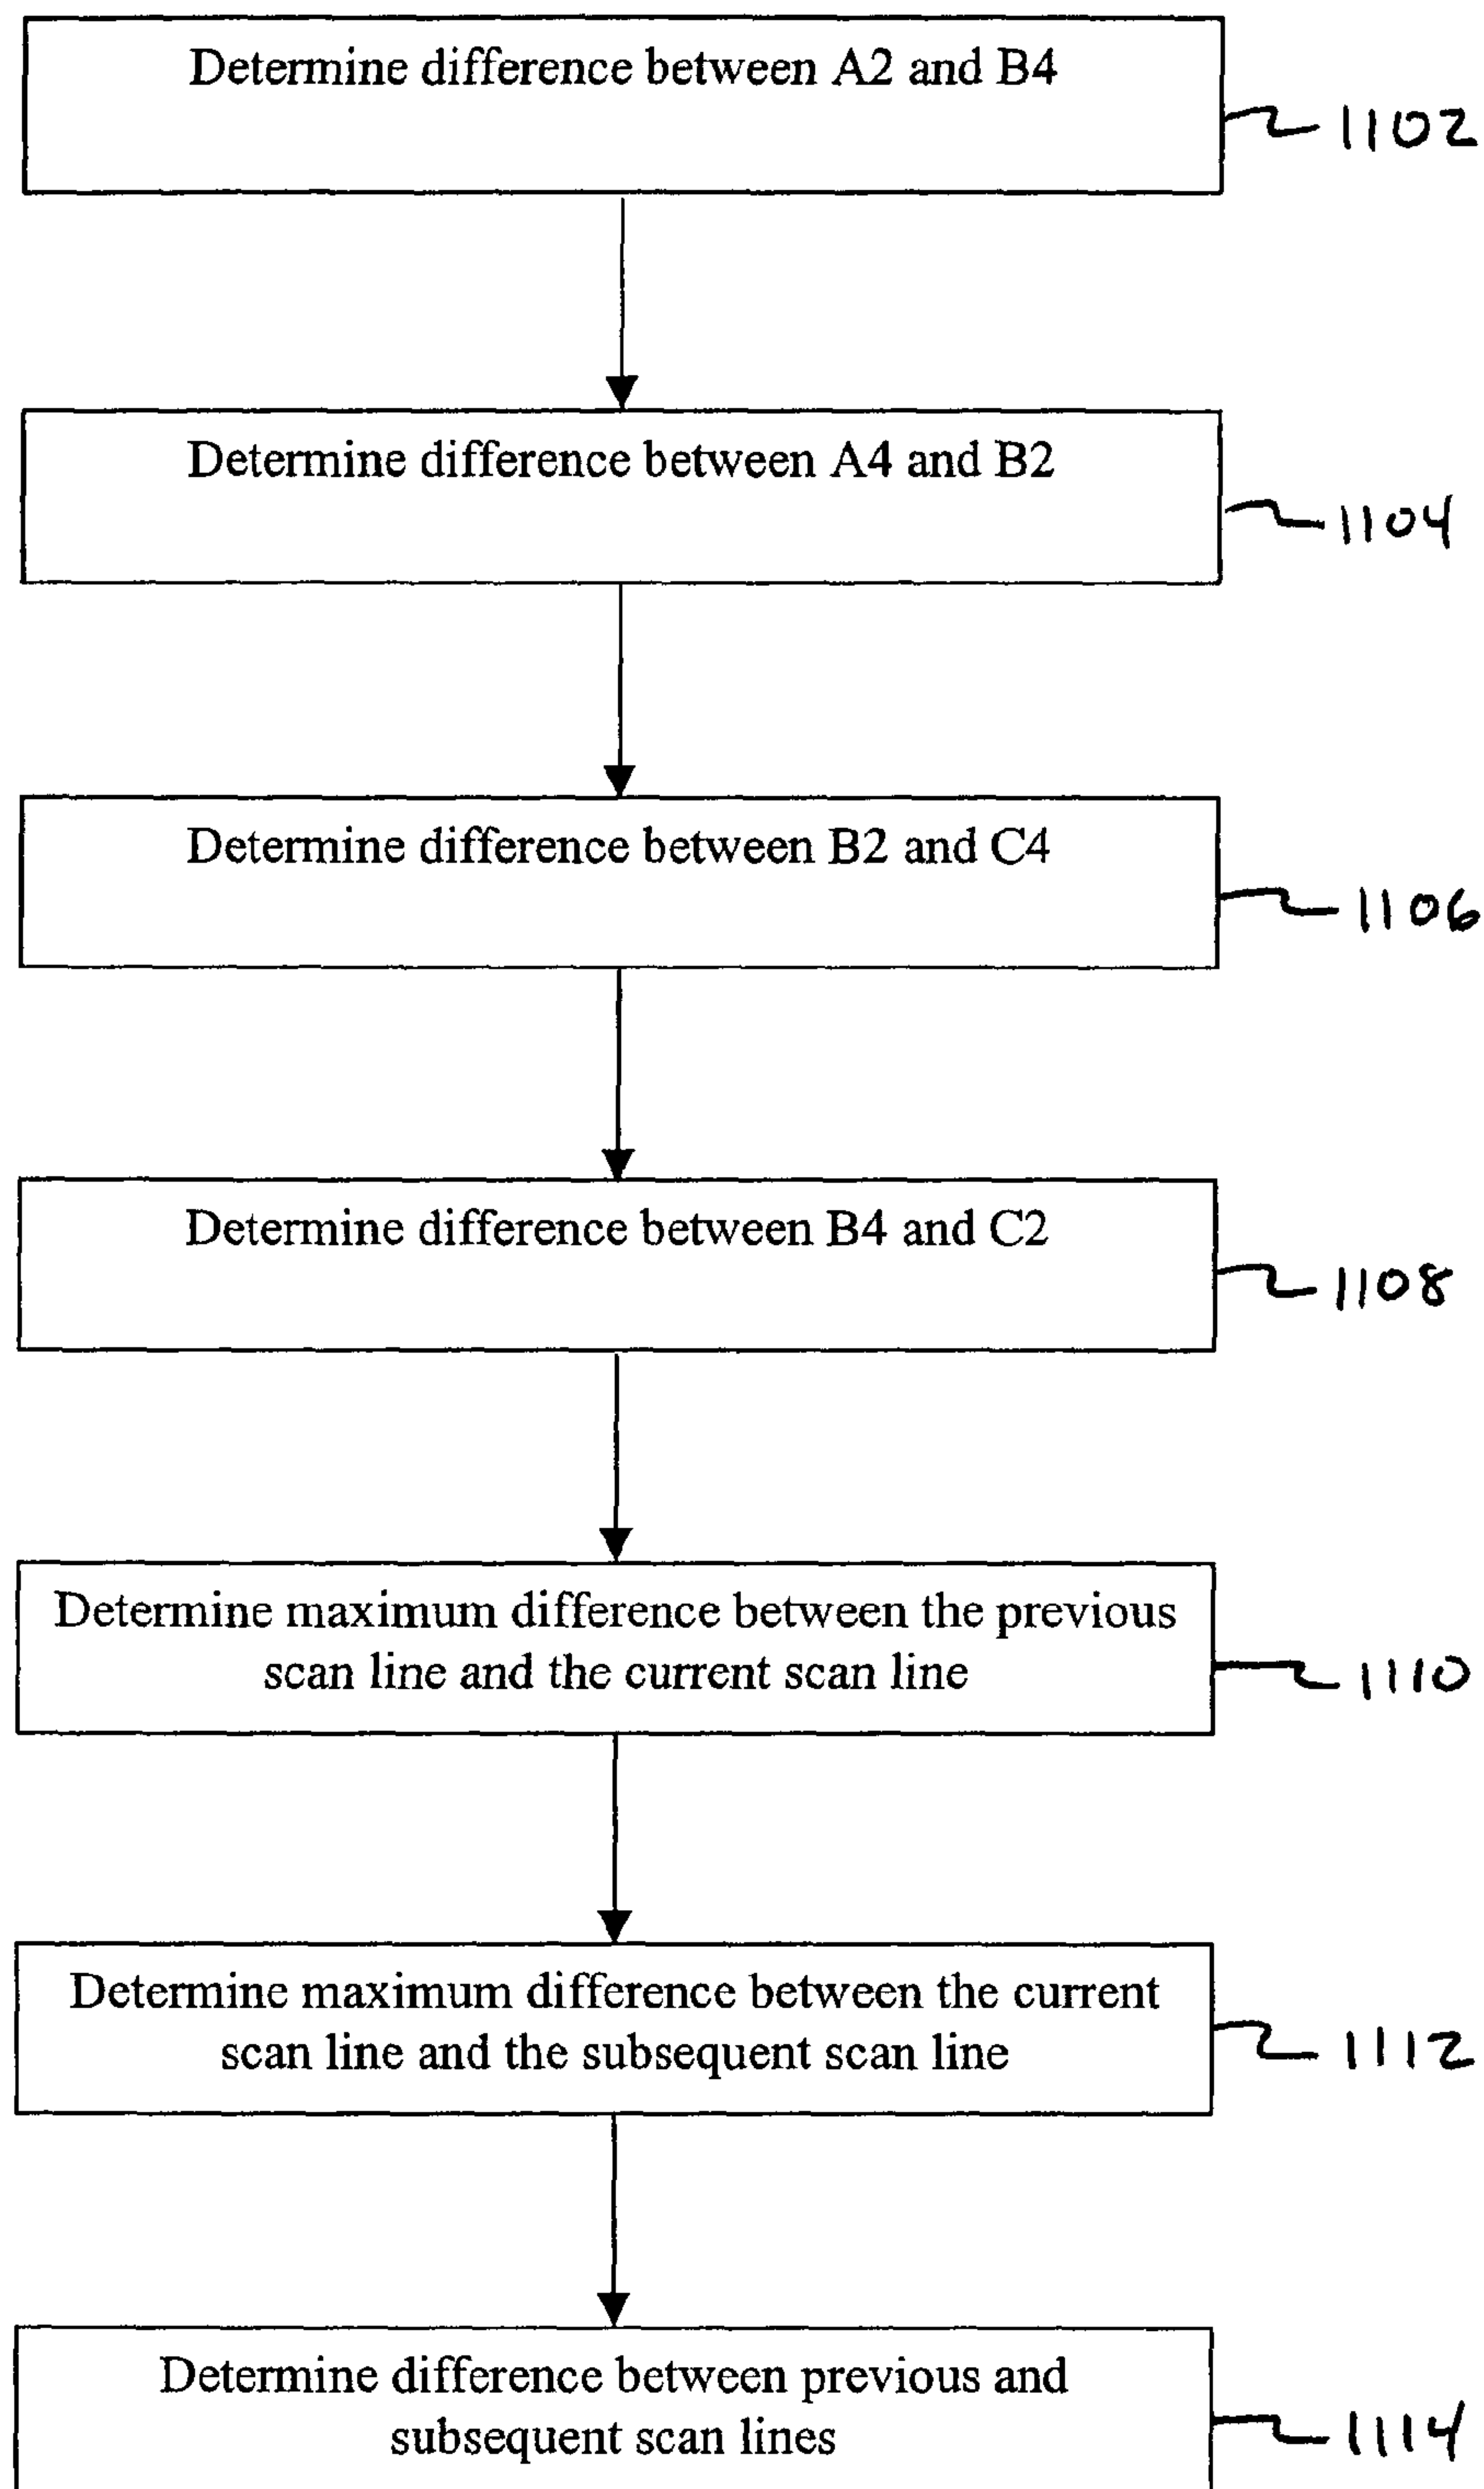 Determine difference between A2 and B4
1102
Determine difference between A4 and B2
1104
Determine difference between B2 and C4
1106
Determine difference between B4 and C2
1108
Determine maximum difference between the previous
scan line and the current scan line
1110
Determine maximum difference between the current
scan line and the subsequent scan line
1112
Determine difference between previous and
subsequent scan lines
1114